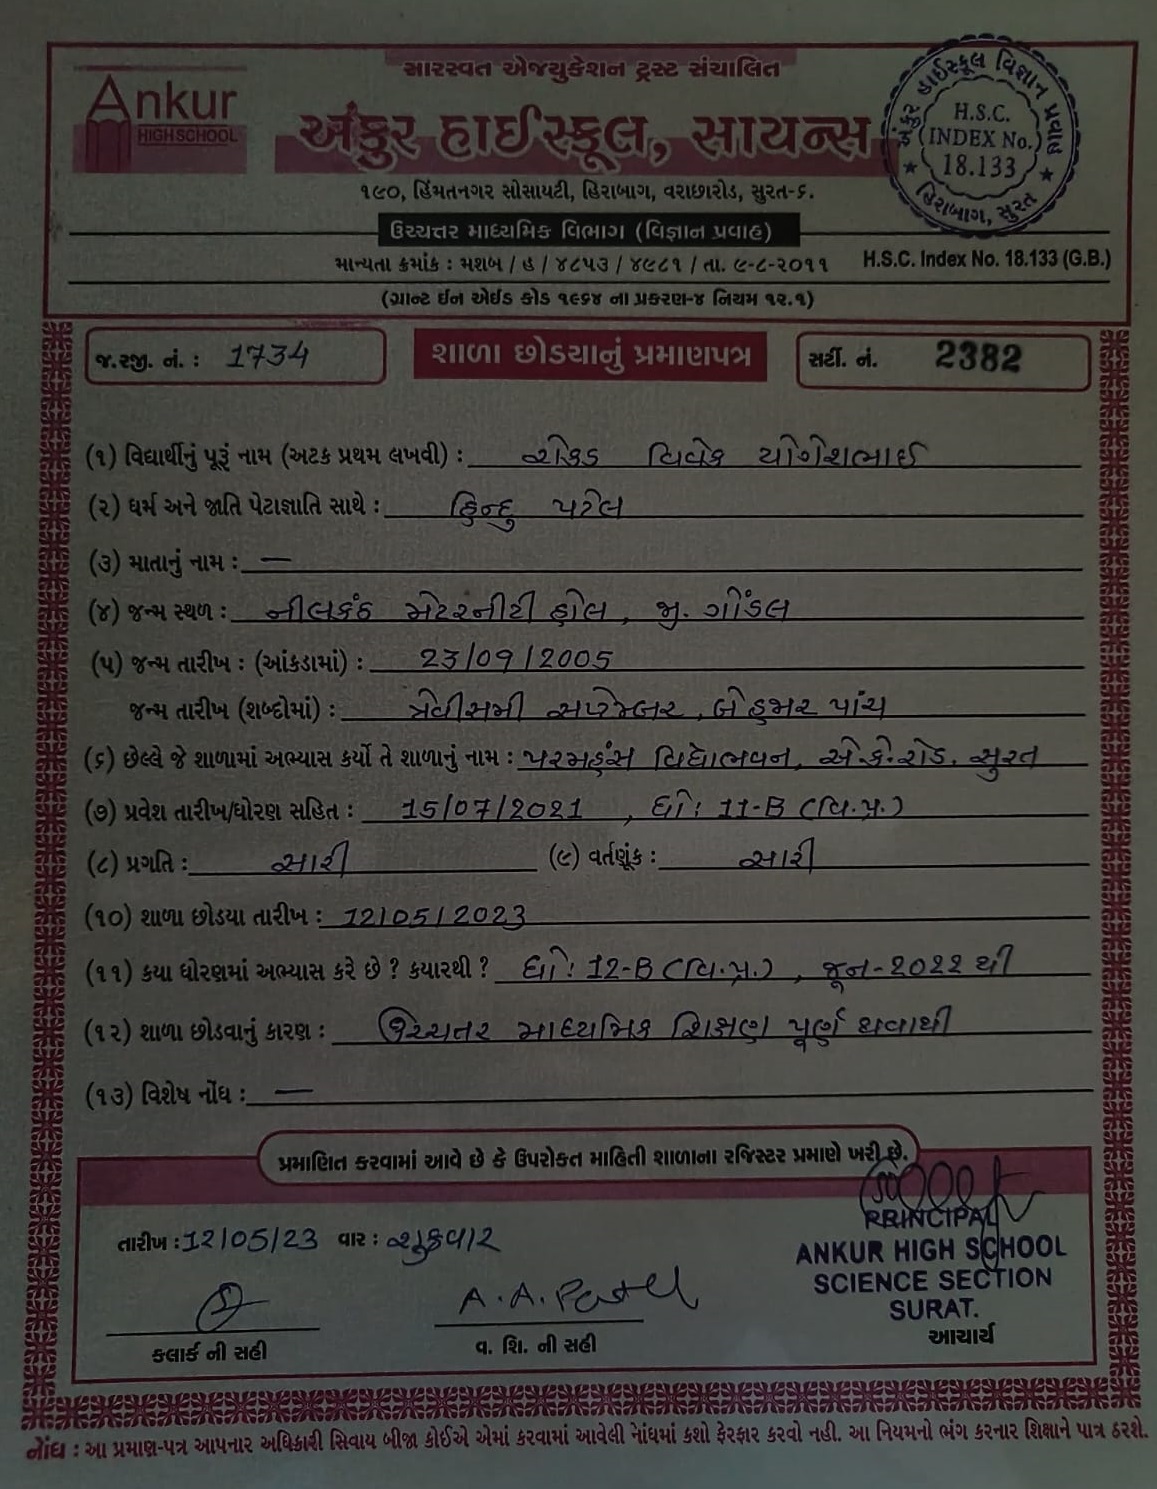 સારસ્વત એજયુકેશન ટ્રસ્ટ સંચાલિત
Ankur
HIGH SCHOOL
અંકુર હાઈસ્કૂલ, સાયન્સ
અંકુર હાઈસ્કૂલ વિજ્ઞાન પ્રવાહ
H.S.C.
INDEX No.
18.133
હિરાબાગ, સુરત
૧૯૦, હિંમતનગર સોસાયટી, હિરાબાગ, વરાછારોડ, સુરત-૬.
ઉચ્ચત્તર માધ્યમિક વિભાગ (વિજ્ઞાન પ્રવાહ)
માન્યતા ક્રમાંક : મશબ / હ / ૪૮૫૩ / ૪૯૮૧ / તા. ૯-૮-૨૦૧૧ H.S.C. Index No. 18.133 (G.B.)
(ગ્રાન્ટ ઈન એઈડ કોડ ૧૯૬૪ ના પ્રકરણ-૪ નિયમ ૧૨.૧)
જ.રજી. નં. : 1734 શાળા છોડયાનું પ્રમાણપત્ર સર્ટી. નં. 2382
(૧) વિદ્યાર્થીનું પૂરૂં નામ (અટક પ્રથમ લખવી) : રોકડ વિવેક યોગેશભાઈ
(૨) ધર્મ અને જાતિ પેટાજ્ઞાતિ સાથે : હિન્દુ પટેલ
(૩) માતાનું નામ : —
(૪) જન્મ સ્થળ : નીલકંઠ મેટરનીટી હોલ, જી. ગોંડલ
(૫) જન્મ તારીખ : (આંકડામાં) : 23/09/2005
જન્મ તારીખ (શબ્દોમાં) : ત્રેવીસમી સપ્ટેમ્બર, બે હજાર પાંચ
(૬) છેલ્લે જે શાળામાં અભ્યાસ કર્યો તે શાળાનું નામ : પરમહંસ વિદ્યાભવન, એ.કે.રોડ, સુરત
(૭) પ્રવેશ તારીખ/ધોરણ સહિત : 15/07/2021, ધો: 11-B (વિ.પ્ર.)
(૮) પ્રગતિ : સારી (૯) વર્તણૂંક : સારી
(૧૦) શાળા છોડયા તારીખ : 12/05/2023
(૧૧) કયા ધોરણમાં અભ્યાસ કરે છે ? કયારથી ? ધો: 12-B (વિ.પ્ર.), જૂન-2022 થી
(૧૨) શાળા છોડવાનું કારણ : ઉચ્ચતર માધ્યમિક શિક્ષણ પૂર્ણ થવાથી
(૧૩) વિશેષ નોંધ : —
પ્રમાણિત કરવામાં આવે છે કે ઉપરોકત માહિતી શાળાના રજિસ્ટર પ્રમાણે ખરી છે.
તારીખ : 12/05/23 વાર : શુક્રવાર
PRINCIPAL
ANKUR HIGH SCHOOL
SCIENCE SECTION
SURAT.
આચાર્ય
A. A. Patel
કલાર્ક ની સહી વ. શિ. ની સહી
નોંધ : આ પ્રમાણ-પત્ર આપનાર અધિકારી સિવાય બીજા કોઈએ એમાં કરવામાં આવેલી નોંધમાં કશો ફેરફાર કરવો નહી. આ નિયમનો ભંગ કરનાર શિક્ષાને પાત્ર ઠરશે.